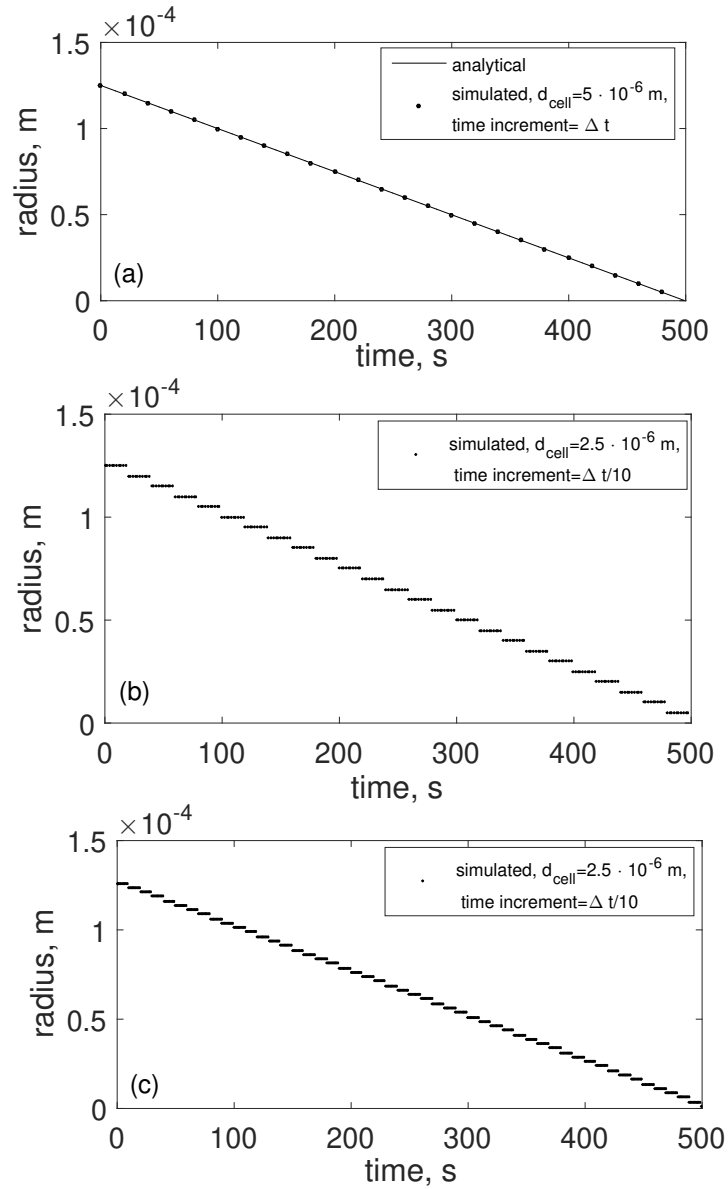 ×10⁻⁴
1.5
analytical
simulated, d_cell=5 · 10⁻⁶ m,
time increment= Δ t
1
radius, m
0.5
(a)
0
0 100 200 300 400 500
time, s
×10⁻⁴
1.5
simulated, d_cell=2.5 · 10⁻⁶ m,
time increment=Δ t/10
1
radius, m
0.5
(b)
0
0 100 200 300 400 500
time, s
×10⁻⁴
1.5
simulated, d_cell=2.5 · 10⁻⁶ m,
time increment=Δ t/10
1
radius, m
0.5
(c)
0
0 100 200 300 400 500
time, s